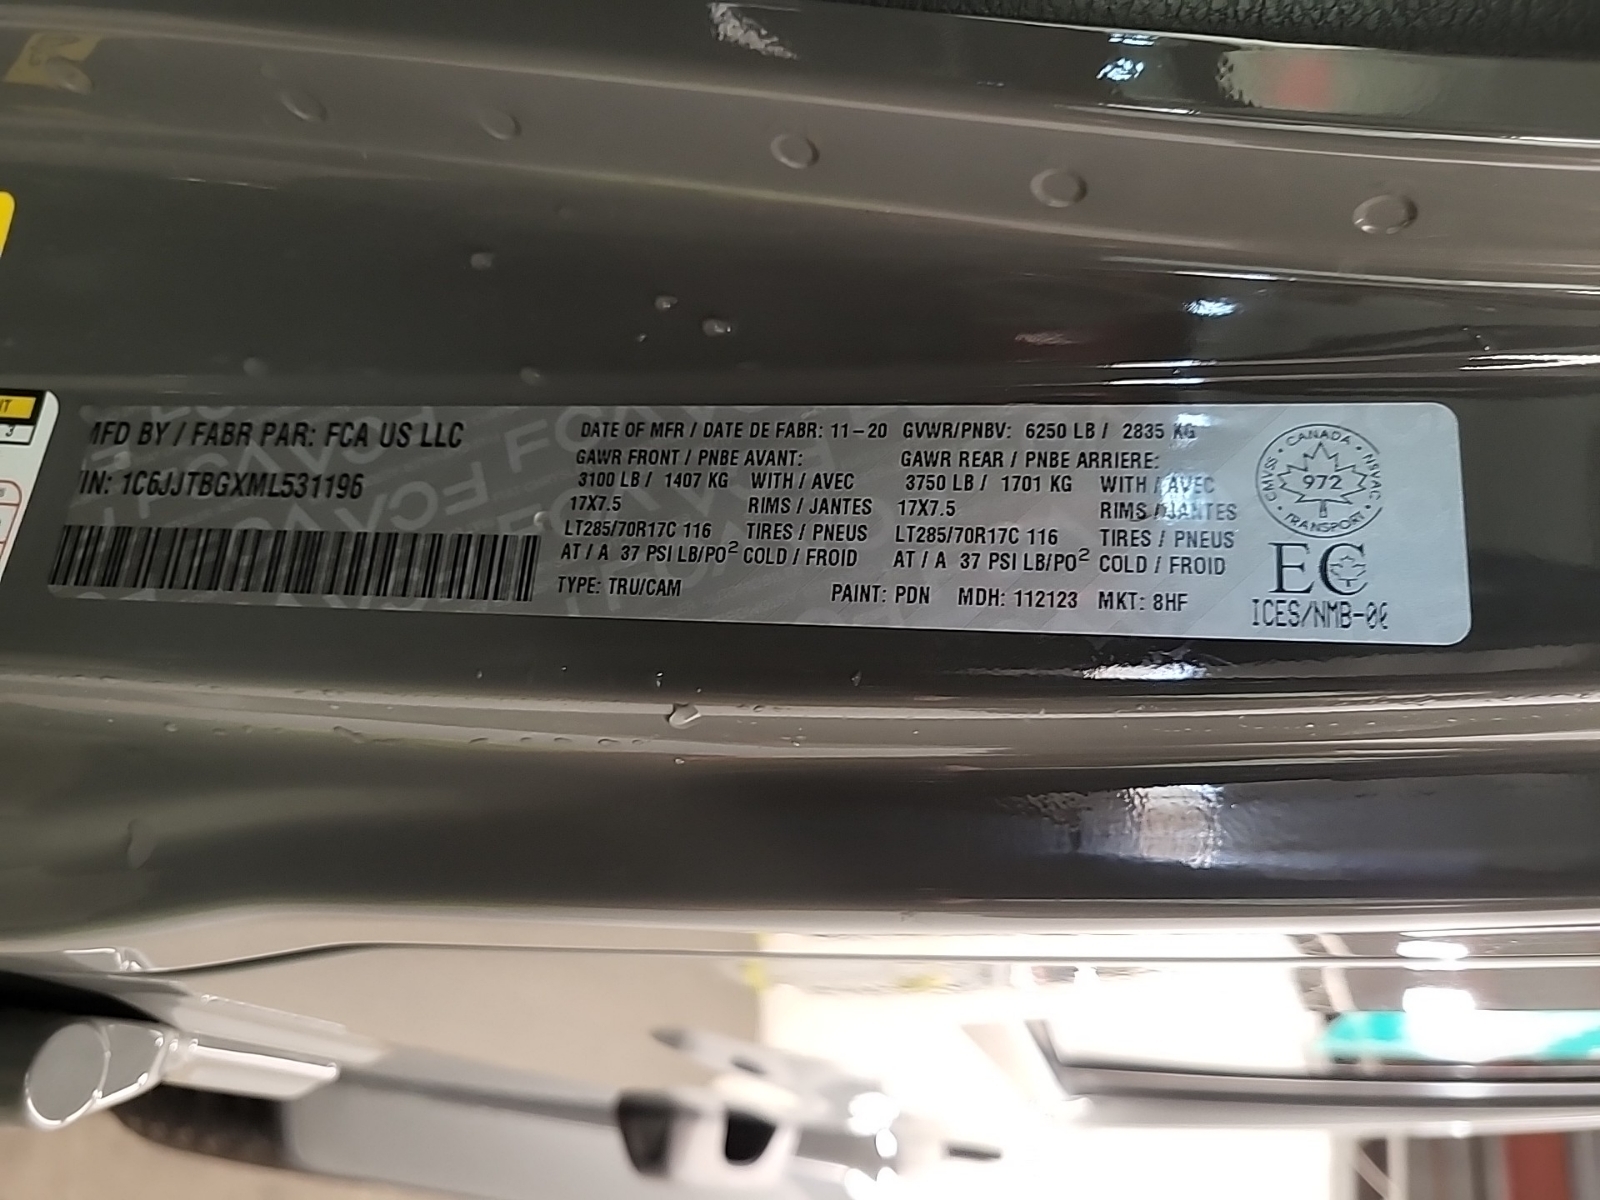 MFD BY / FABR PAR: FCA US LLC
VIN: 1C6JJTBGXML531196
DATE OF MFR / DATE DE FABR: 11-20 GVWR/PNBV: 6250 LB / 2835 KG
GAWR FRONT / PNBE AVANT:
3100 LB / 1407 KG WITH / AVEC
17X7.5 RIMS / JANTES
LT285/70R17C 116 TIRES / PNEUS
AT / A 37 PSI LB/PO² COLD / FROID
GAWR REAR / PNBE ARRIERE:
3750 LB / 1701 KG WITH / AVEC
17X7.5 RIMS / JANTES
LT285/70R17C 116 TIRES / PNEUS
AT / A 37 PSI LB/PO² COLD / FROID
TYPE: TRU/CAM PAINT: PDN MDH: 112123 MKT: 8HF
CANADA
CMVSS NSVAC
972
TRANSPORT
EC